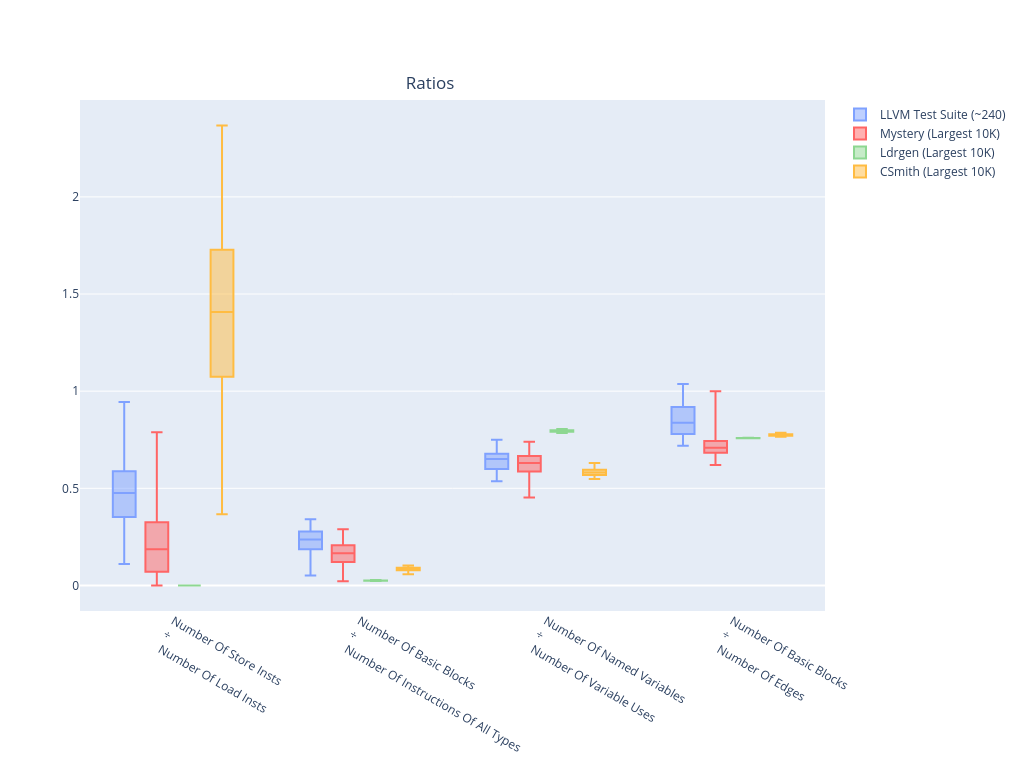 Ratios
LLVM Test Suite (~240)
Mystery (Largest 10K)
Ldrgen (Largest 10K)
CSmith (Largest 10K)
2
1.5
1
0.5
0
Number Of Store Insts
÷
Number Of Load Insts
Number Of Basic Blocks
÷
Number Of Instructions Of All Types
Number Of Named Variables
÷
Number Of Variable Uses
Number Of Basic Blocks
÷
Number Of Edges